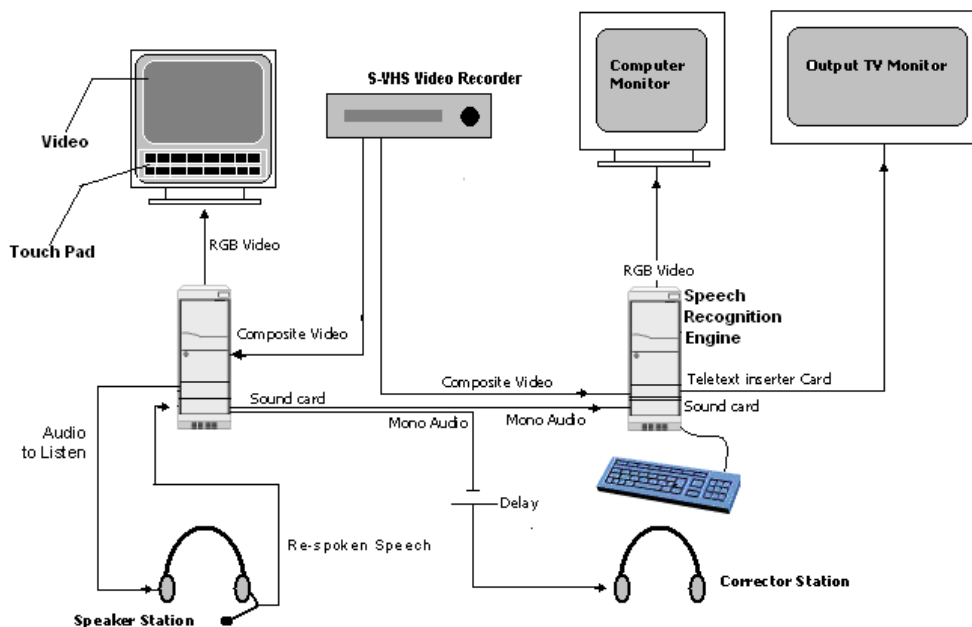 S-VHS Video Recorder
Computer
Monitor
Output TV Monitor
Video
Touch Pad
RGB Video
RGB Video
Speech
Recognition
Engine
Composite Video
Composite Video
Teletext inserter Card
Sound card
Sound card
Mono Audio
Mono Audio
Audio
to Listen
Delay
Re-spoken Speech
Corrector Station
Speaker Station